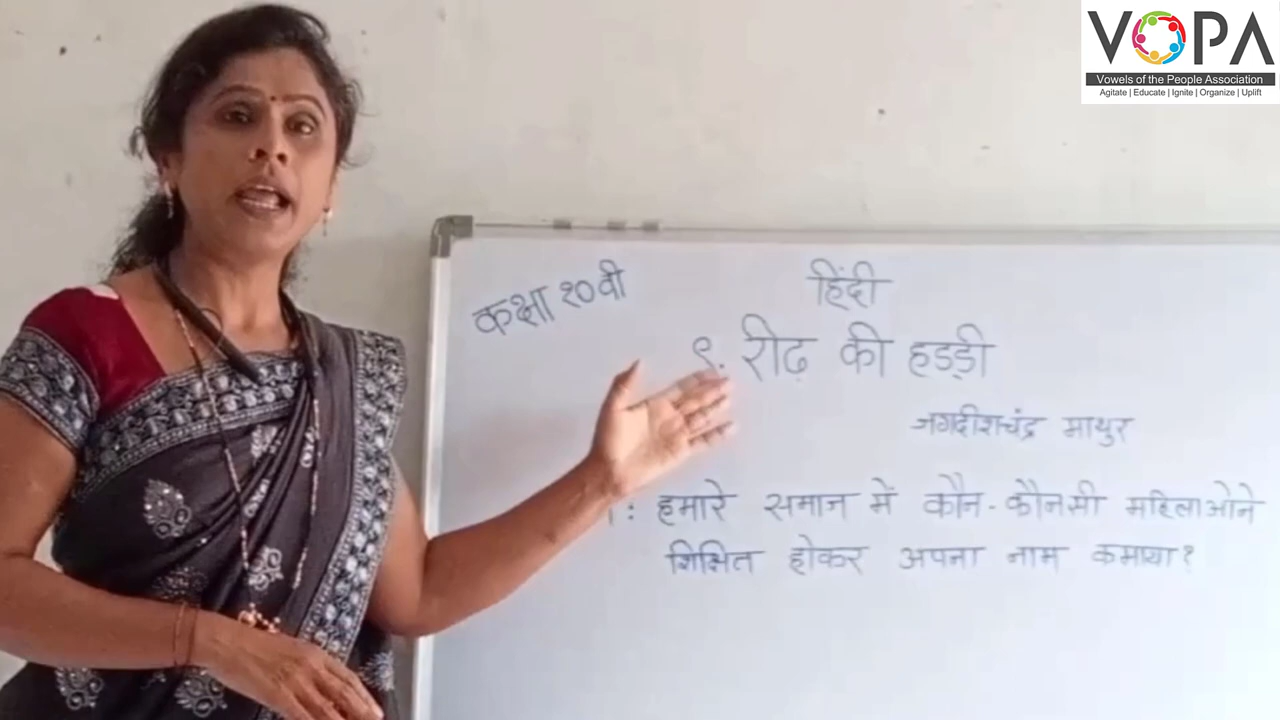 VOPA
Vowels of the People Association
Agitate | Educate | Ignite | Organize | Uplift
कक्षा १०वी
हिंदी
९. रीढ़ की हड्डी
जगदीशचंद्र माथुर
: हमारे समाज में कौन-कौनसी महिलाओने
शिक्षित होकर अपना नाम कमाया?